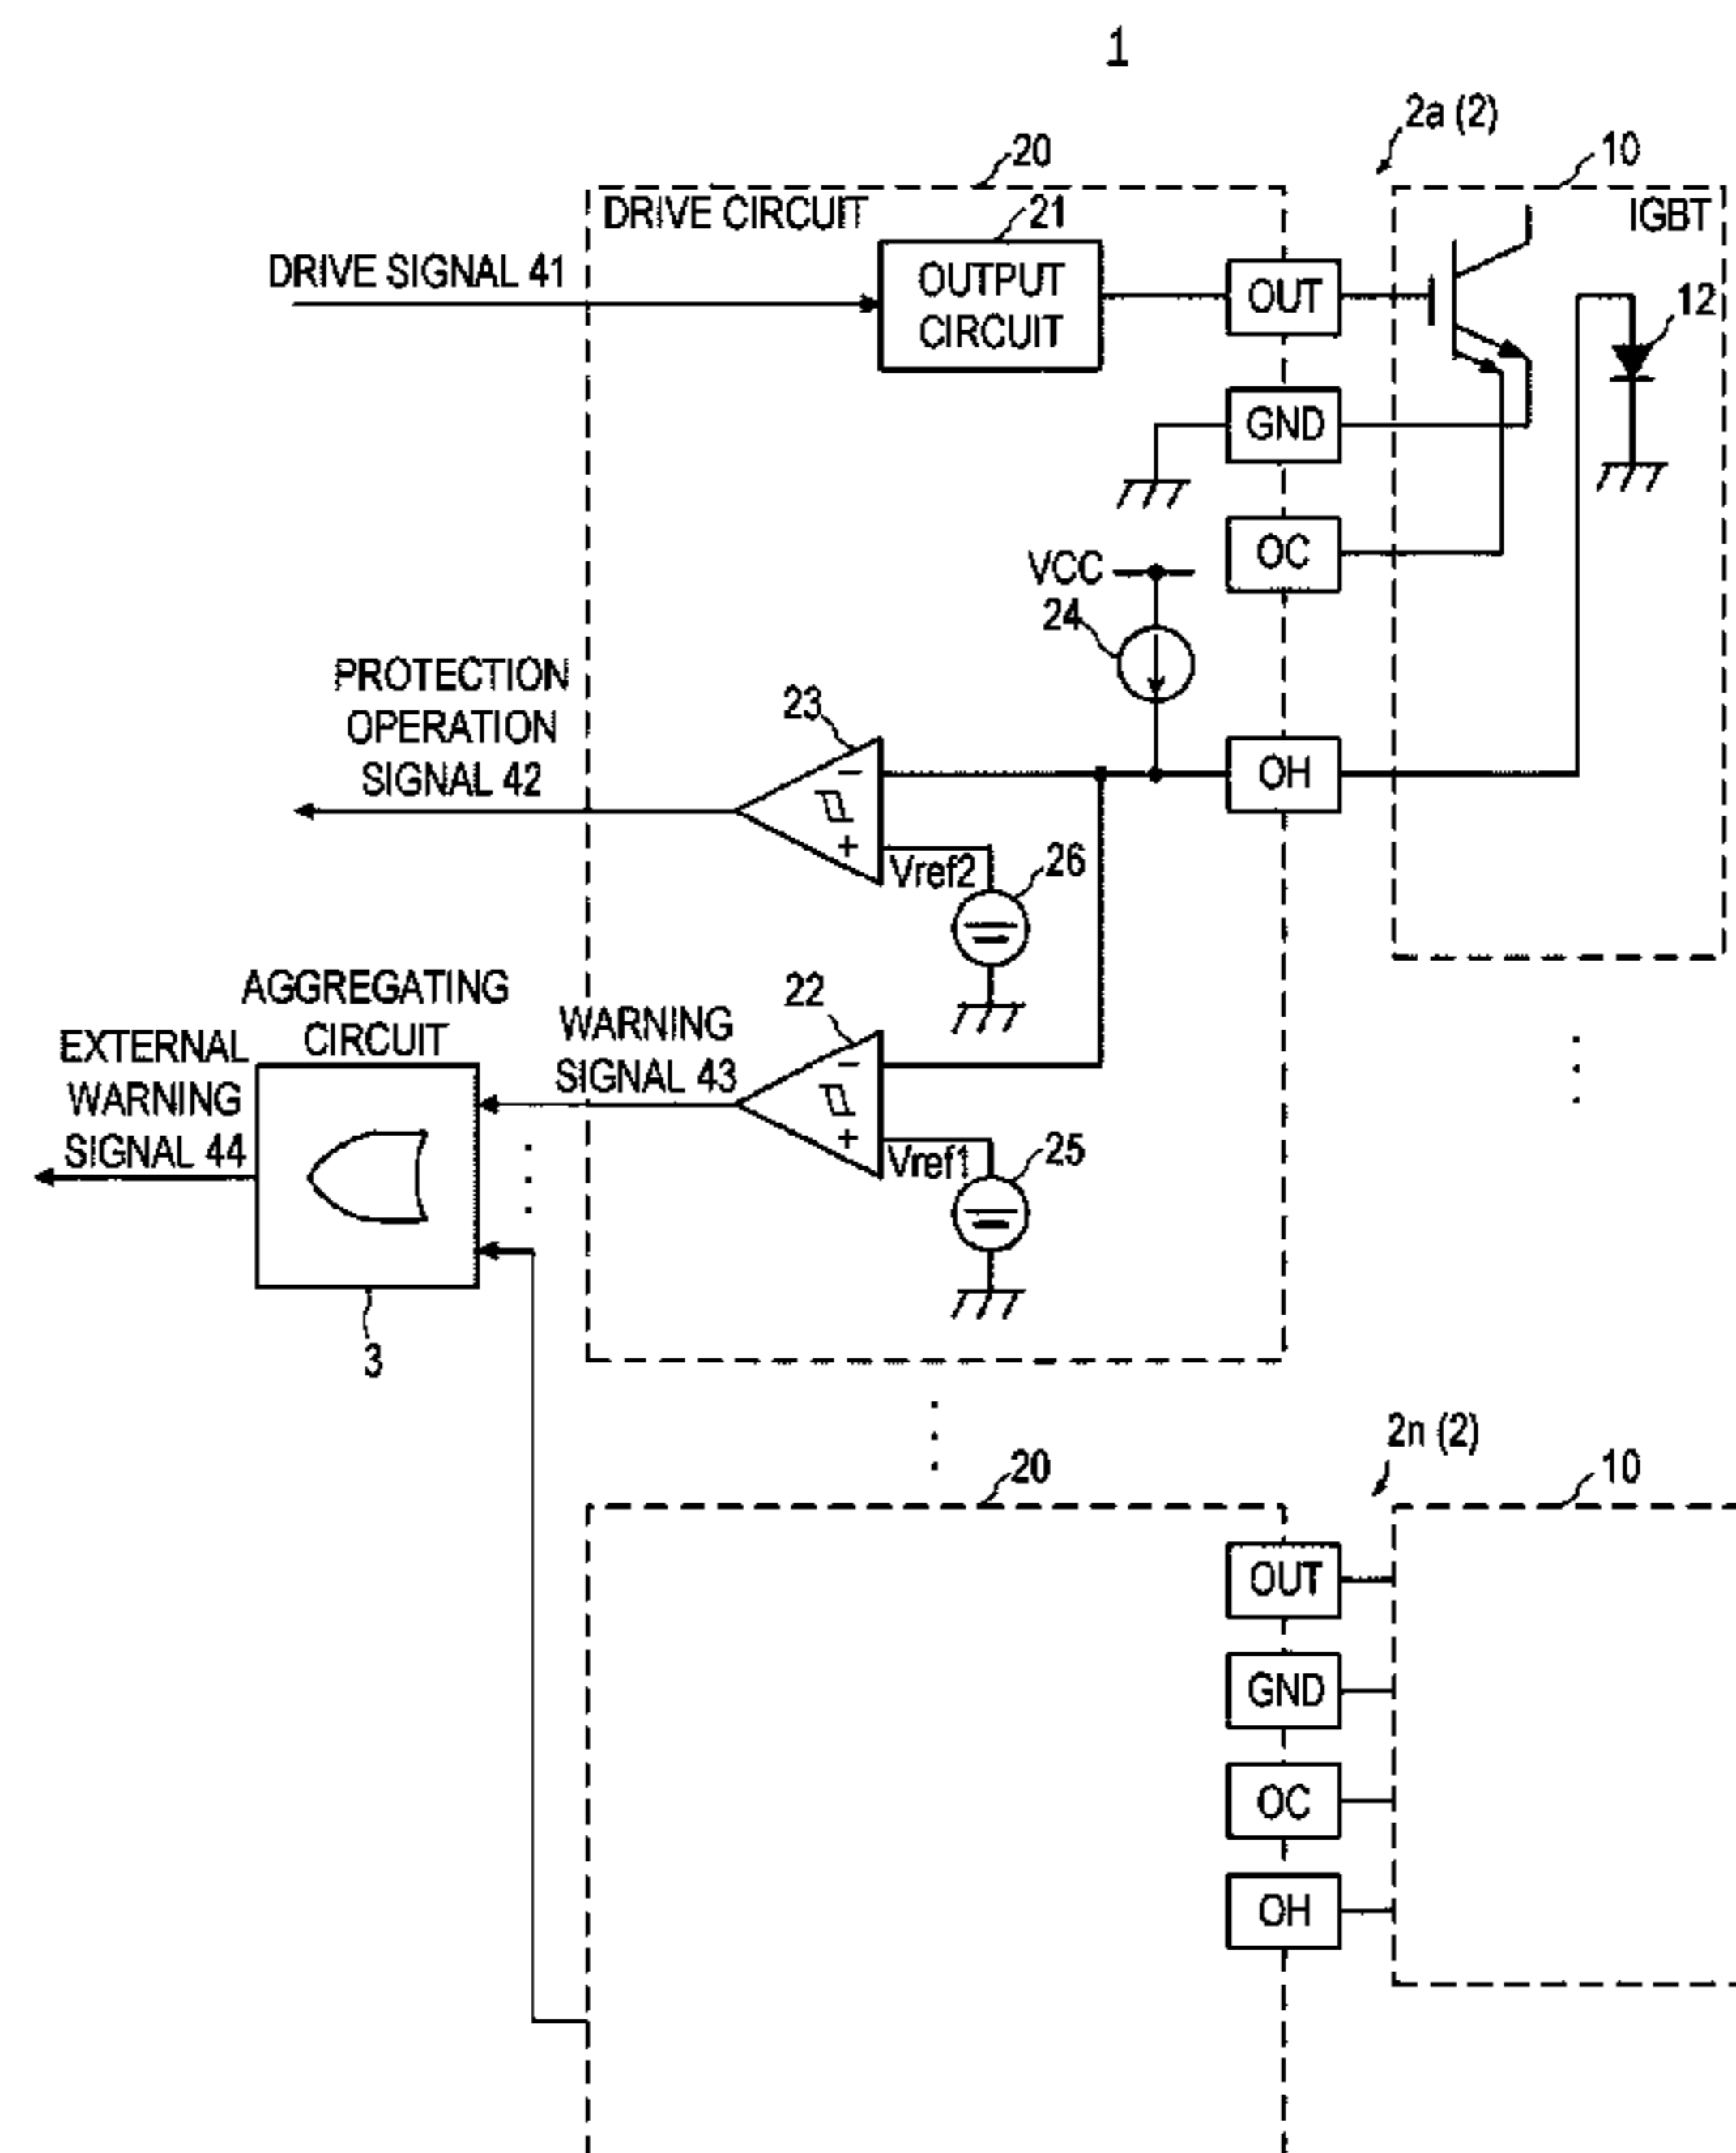 1
2a (2)
20
10
DRIVE CIRCUIT
IGBT
21
DRIVE SIGNAL 41
OUTPUT
CIRCUIT
OUT
12
GND
OC
VCC
24
PROTECTION
OPERATION
SIGNAL 42
23
OH
−
+
Vref2
26
AGGREGATING
CIRCUIT
22
EXTERNAL
WARNING
SIGNAL 44
WARNING
SIGNAL 43
−
+
Vref1
25
3
2n (2)
20
10
OUT
GND
OC
OH